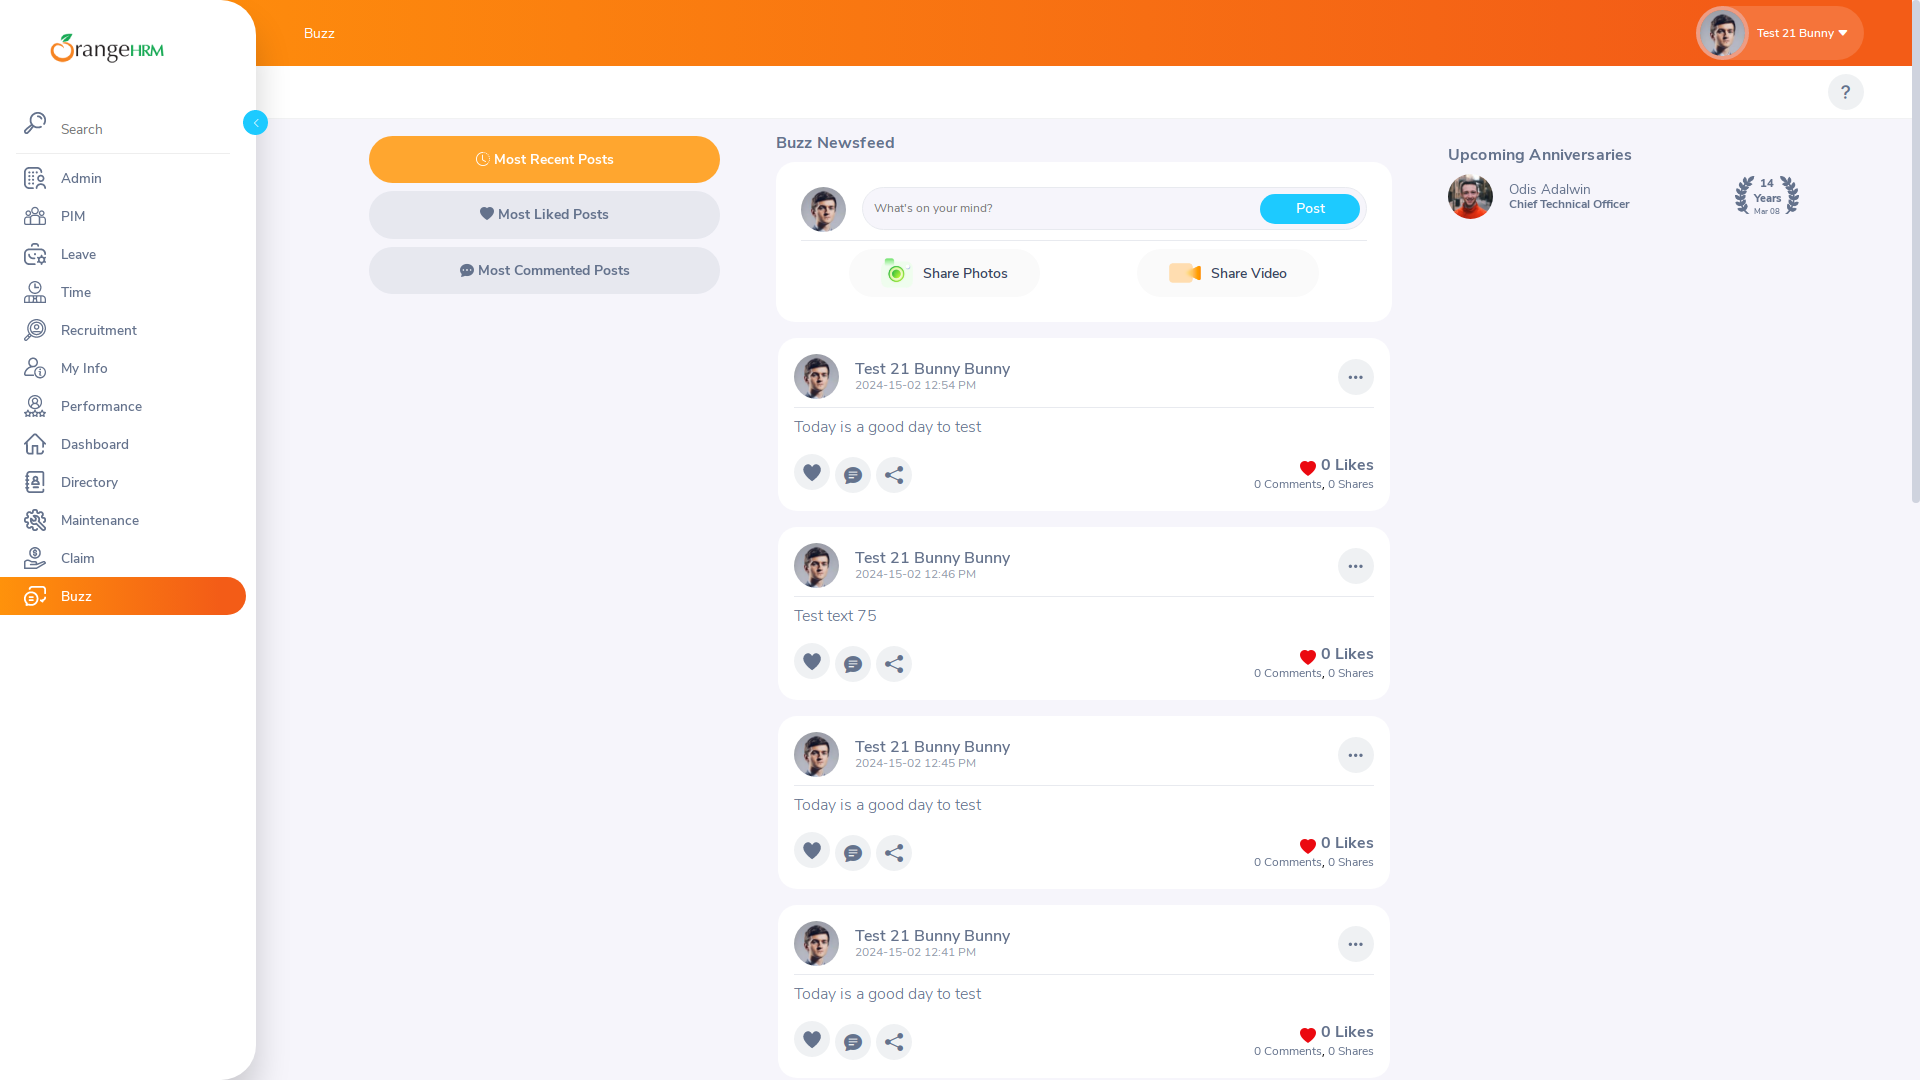 OrangeHRM
Search
Admin
PIM
Leave
Time
Recruitment
My Info
Performance
Dashboard
Directory
Maintenance
Claim
Buzz
Buzz
Test 21 Bunny
?
Most Recent Posts
Most Liked Posts
Most Commented Posts
Buzz Newsfeed
What's on your mind?
Post
Share Photos
Share Video
Test 21 Bunny Bunny
2024-15-02 12:54 PM
Today is a good day to test
0 Likes
0 Comments, 0 Shares
Test 21 Bunny Bunny
2024-15-02 12:46 PM
Test text 75
0 Likes
0 Comments, 0 Shares
Test 21 Bunny Bunny
2024-15-02 12:45 PM
Today is a good day to test
0 Likes
0 Comments, 0 Shares
Test 21 Bunny Bunny
2024-15-02 12:41 PM
Today is a good day to test
0 Likes
0 Comments, 0 Shares
Upcoming Anniversaries
Odis Adalwin
Chief Technical Officer
14
Years
Mar 08